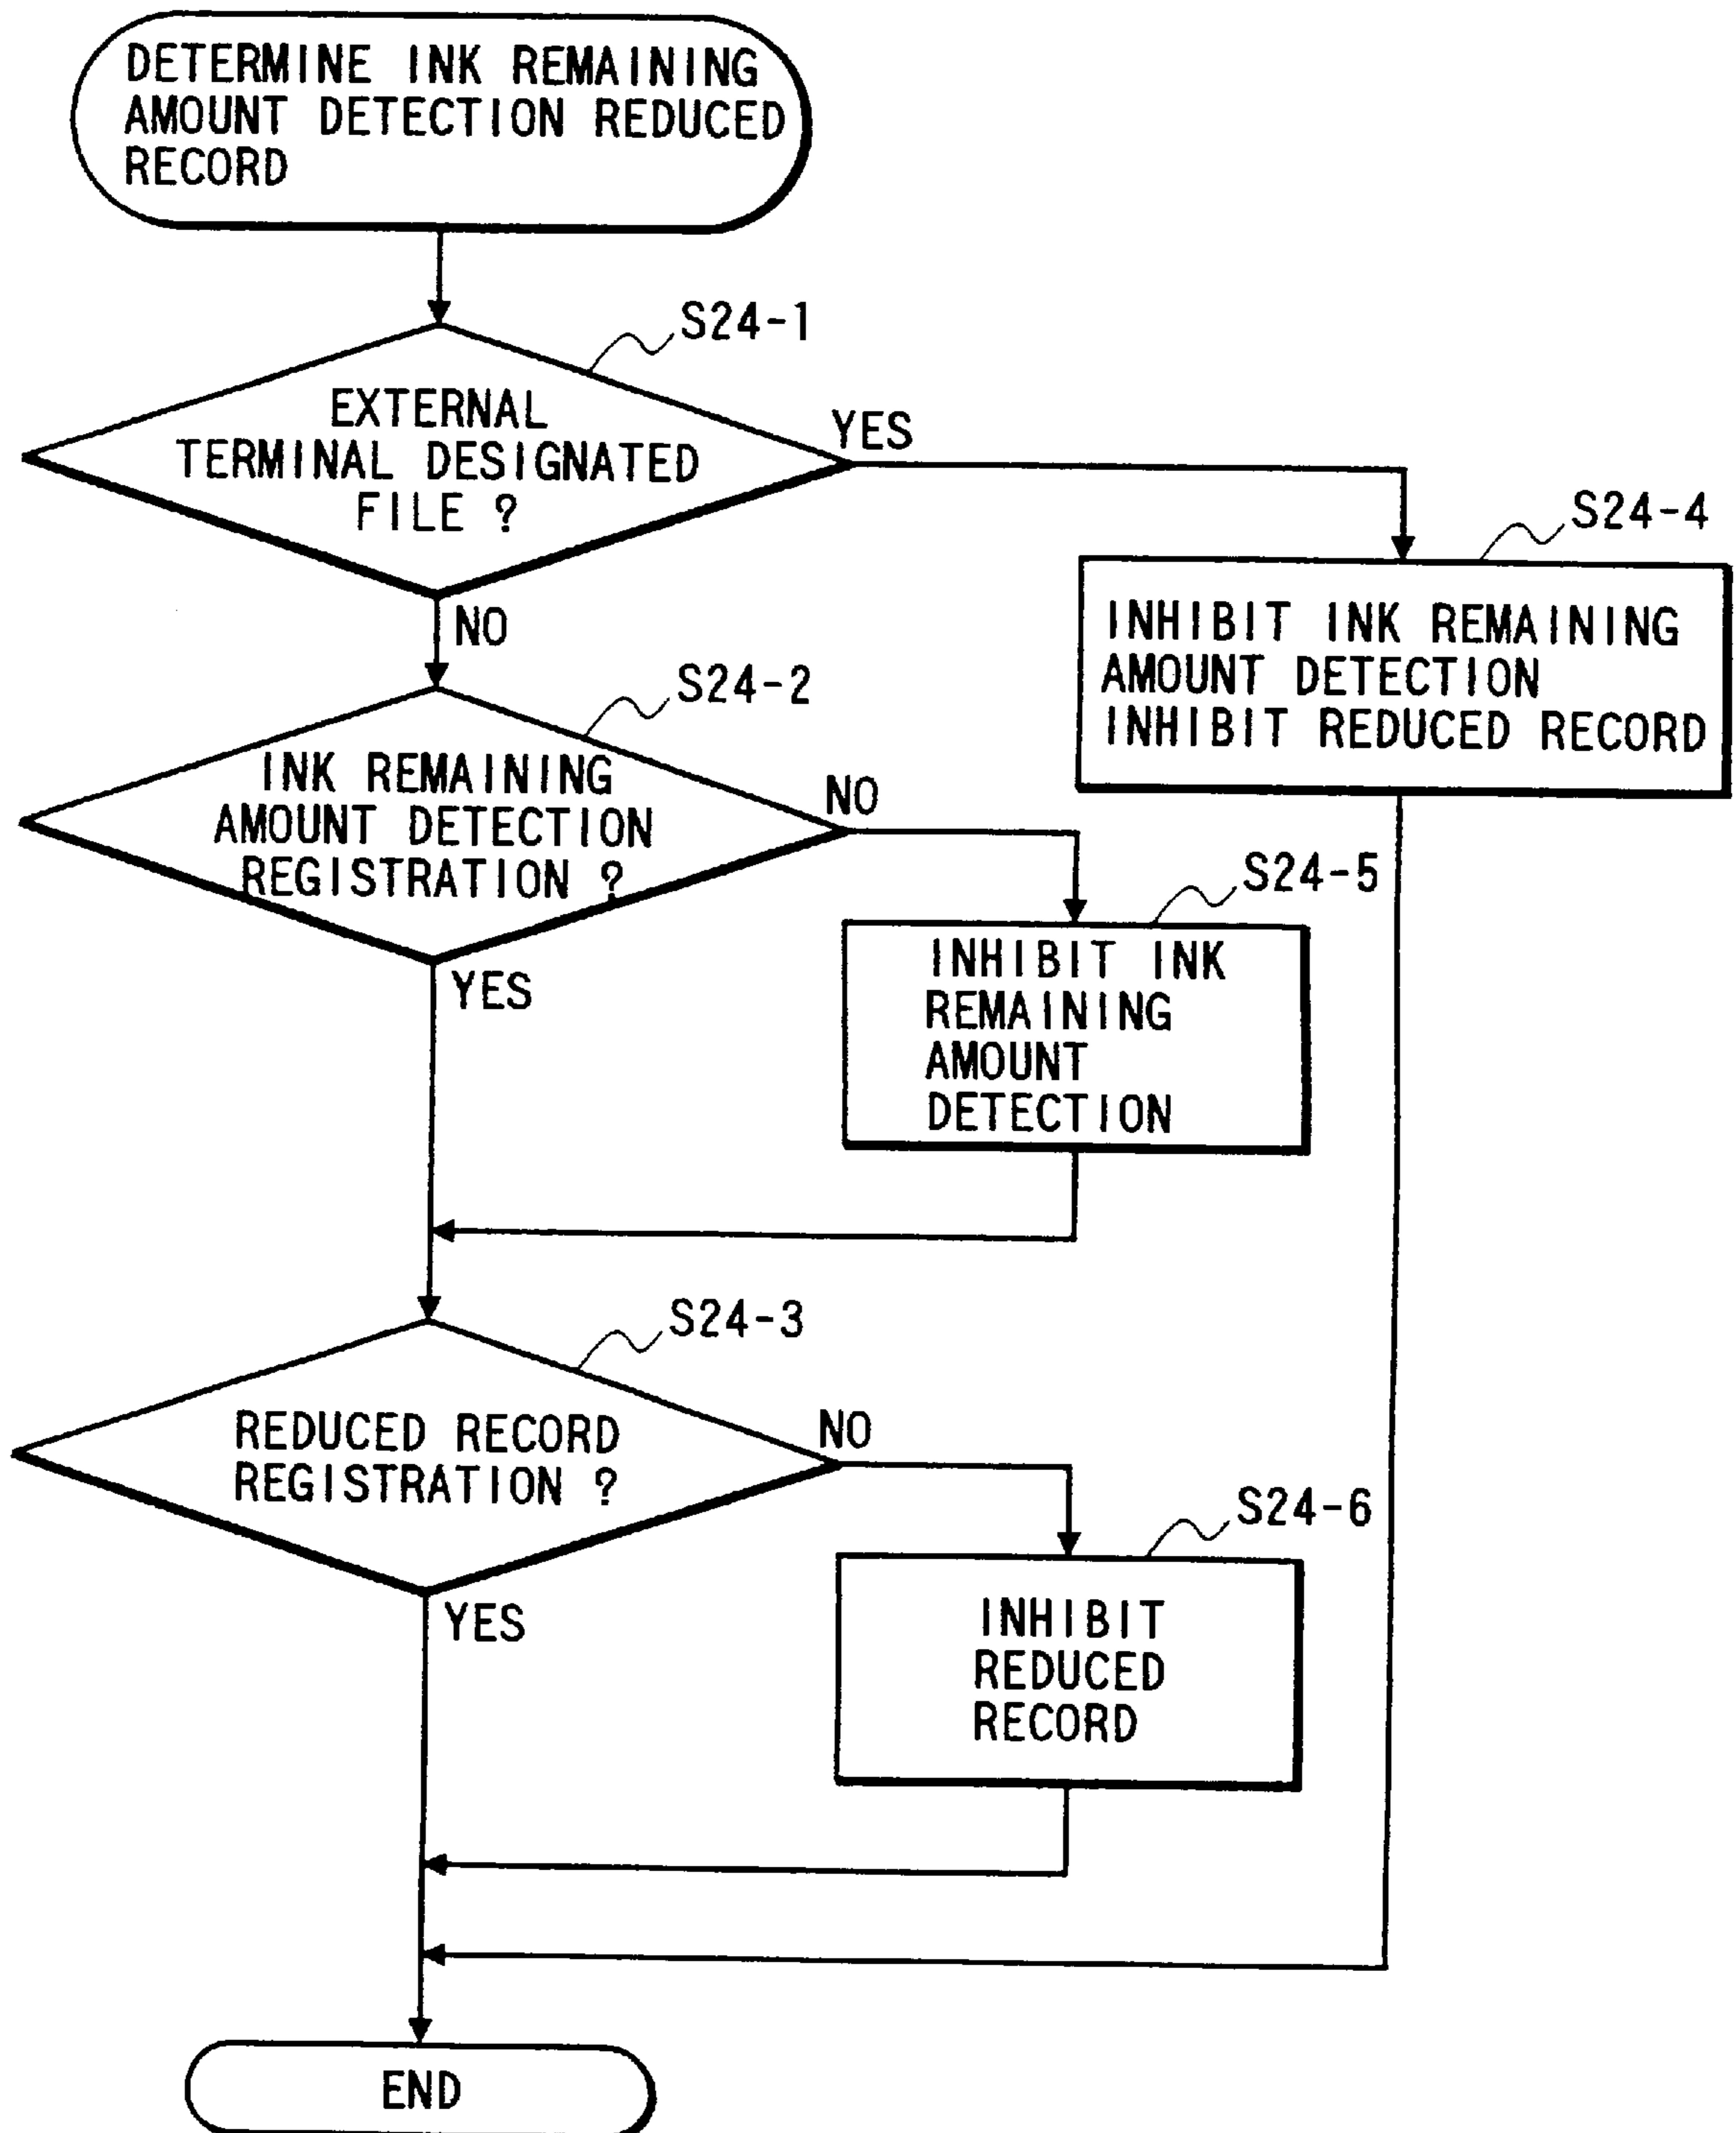 DETERMINE INK REMAINING
AMOUNT DETECTION REDUCED
RECORD
S24-1
EXTERNAL
TERMINAL DESIGNATED
FILE ?
YES
NO
S24-4
INHIBIT INK REMAINING
AMOUNT DETECTION
INHIBIT REDUCED RECORD
S24-2
INK REMAINING
AMOUNT DETECTION
REGISTRATION ?
NO
YES
S24-5
INHIBIT INK
REMAINING
AMOUNT
DETECTION
S24-3
REDUCED RECORD
REGISTRATION ?
NO
YES
S24-6
INHIBIT
REDUCED
RECORD
END